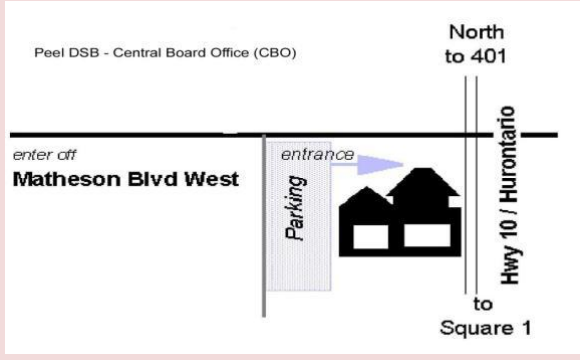 North
to 401
Peel DSB - Central Board Office (CBO)
enter off
Matheson Blvd West
entrance
Parking
Hwy 10 / Hurontario
to
Square 1